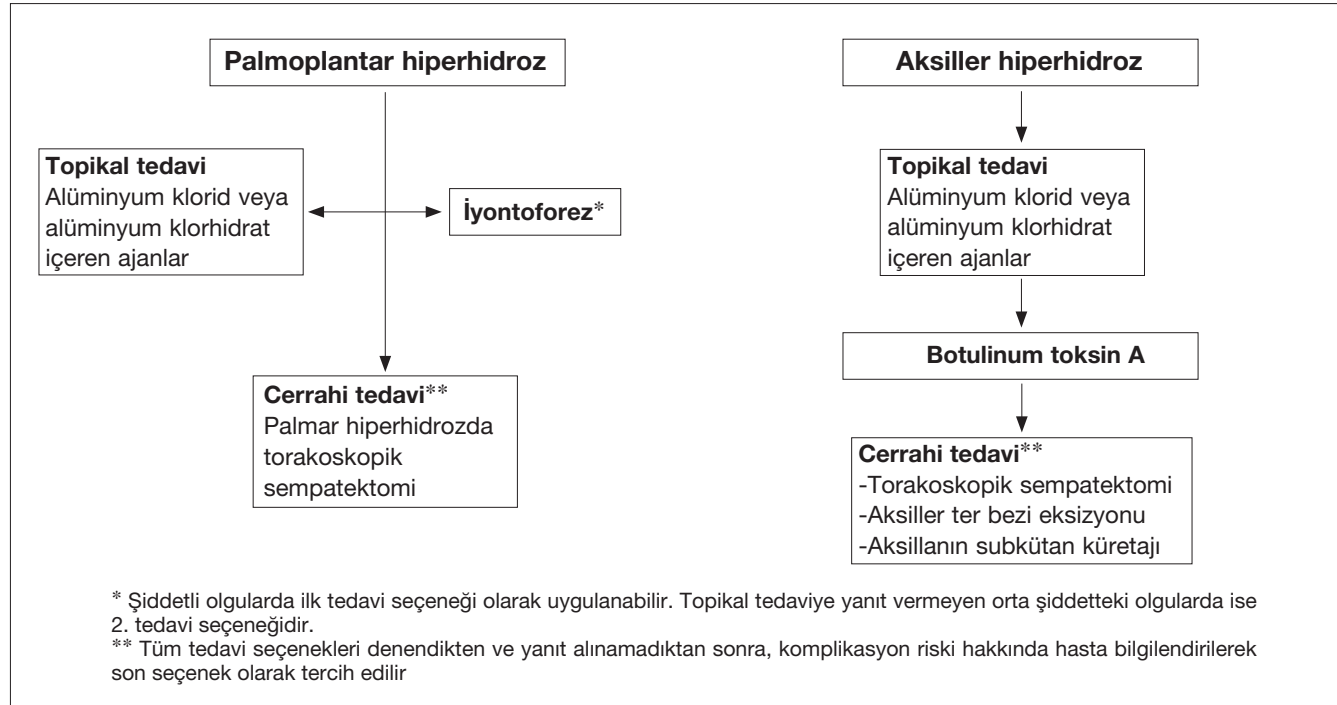 Palmoplantar hiperhidroz
Topikal tedavi
Alüminyum klorid veya
alüminyum klorhidrat
içeren ajanlar
İyontoforez*
Cerrahi tedavi**
Palmar hiperhidrozda
torakoskopik
sempatektomi
Aksiller hiperhidroz
Topikal tedavi
Alüminyum klorid veya
alüminyum klorhidrat
içeren ajanlar
Botulinum toksin A
Cerrahi tedavi**
-Torakoskopik sempatektomi
-Aksiller ter bezi eksizyonu
-Aksillanın subkütan küretajı
* Şiddetli olgularda ilk tedavi seçeneği olarak uygulanabilir. Topikal tedaviye yanıt vermeyen orta şiddetteki olgularda ise
2. tedavi seçeneğidir.
** Tüm tedavi seçenekleri denendikten ve yanıt alınamadıktan sonra, komplikasyon riski hakkında hasta bilgilendirilerek
son seçenek olarak tercih edilir